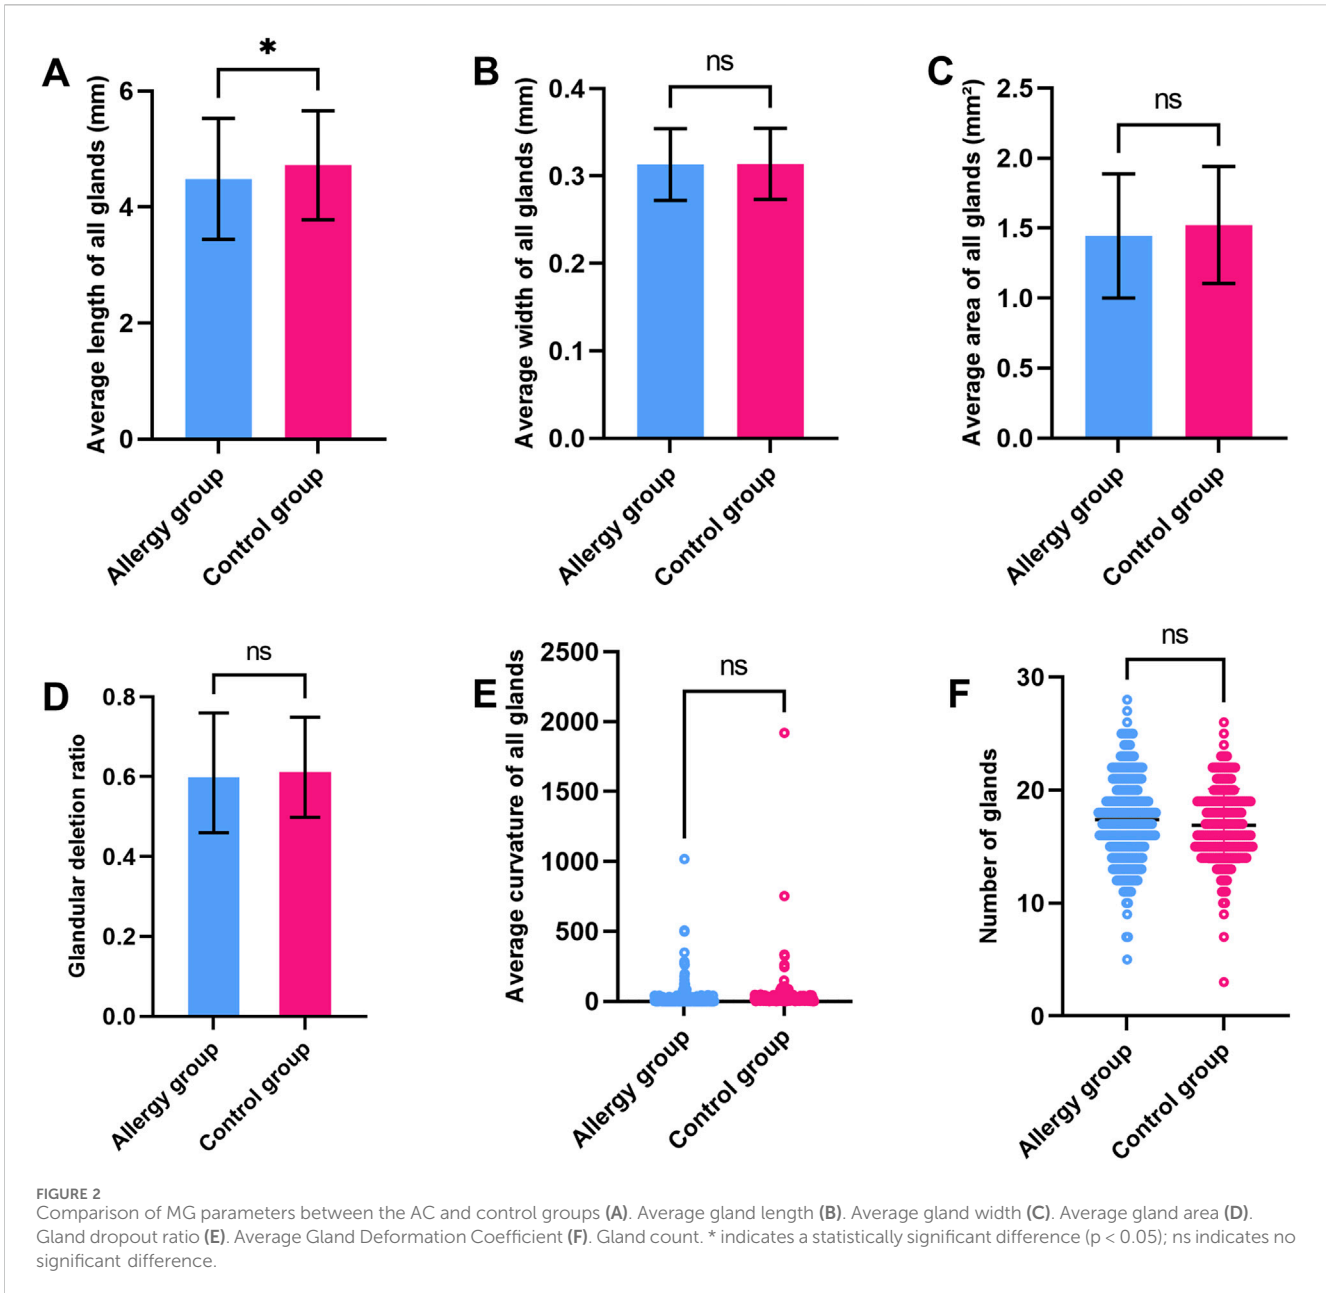 A
*
Average length of all glands (mm)
6
4
2
0
Allergy group
Control group
B
ns
Average width of all glands (mm)
0.4
0.3
0.2
0.1
0.0
Allergy group
Control group
C
ns
Average area of all glands (mm²)
2.5
2.0
1.5
1.0
0.5
0.0
Allergy group
Control group
D
ns
Glandular deletion ratio
0.8
0.6
0.4
0.2
0.0
Allergy group
Control group
E
ns
Average curvature of all glands
2500
2000
1500
1000
500
0
Allergy group
Control group
F
ns
Number of glands
30
20
10
0
Allergy group
Control group
FIGURE 2
Comparison of MG parameters between the AC and control groups (A). Average gland length (B). Average gland width (C). Average gland area (D).
Gland dropout ratio (E). Average Gland Deformation Coefficient (F). Gland count. * indicates a statistically significant difference (p < 0.05); ns indicates no
significant difference.